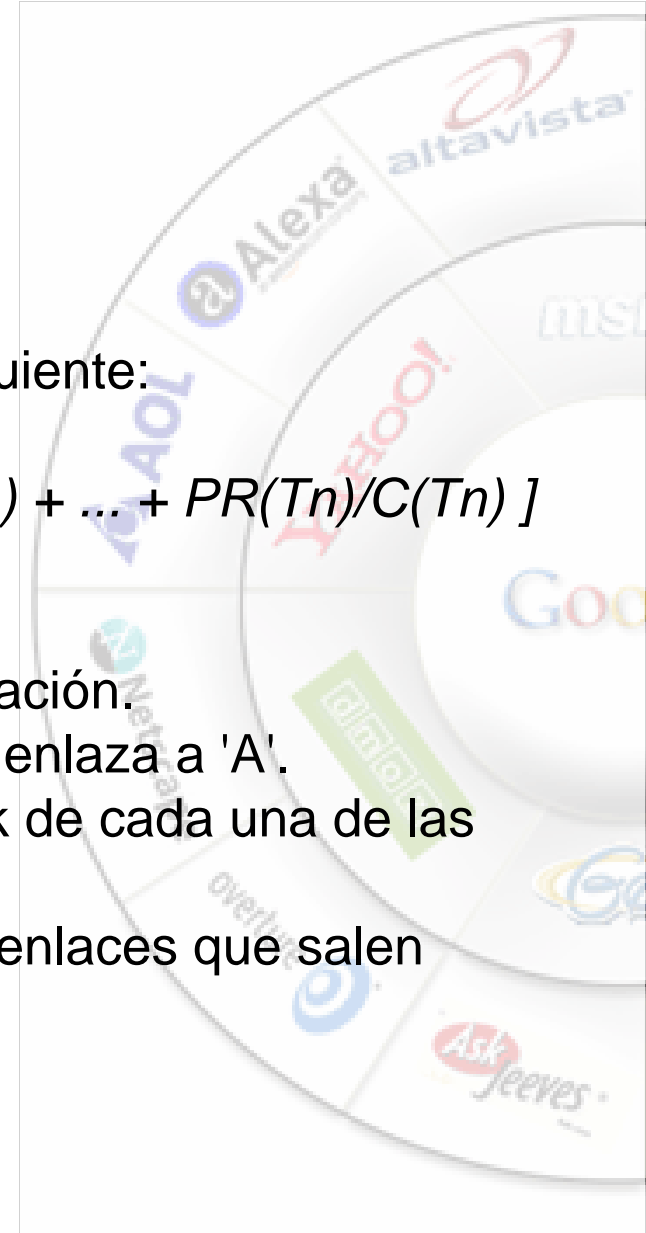 altavista
Alexa
msn
uiente:
AOL
YAHOO!
) + ... + PR(Tn)/C(Tn) ]
Goo
ación.
Netscape
dmoz
enlaza a 'A'.
k de cada una de las
overture
enlaces que salen
Ask
Jeeves